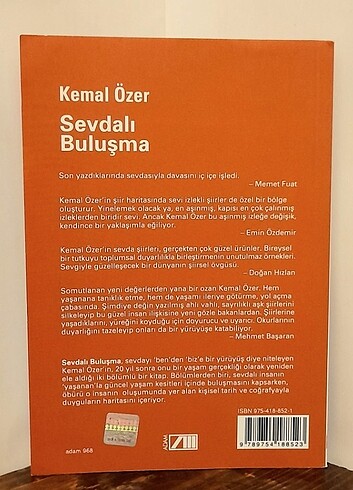 Kemal Özer
Sevdalı
Buluşma
Son yazdıklarında sevdasıyla davasını iç içe işledi.
– Memet Fuat
Kemal Özer'in şiir haritasında sevi izlekli şiirler de özel bir bölge
oluşturur. Yinelemek olacak ya, en aşınmış, kapısı en çok çalınmış
izleklerden biridir sevi. Ancak Kemal Özer bu aşınmış izleğe değişik,
kendince bir yaklaşımla eğiliyor.
– Emin Özdemir
Kemal Özer'in sevda şiirleri, gerçekten çok güzel ürünler. Bireysel
bir tutkuyu toplumsal duyarlılıkla birleştirmenin unutulmaz örnekleri.
Sevgiyle güzelleşecek bir dünyanın şiirsel övgüsü.
– Doğan Hızlan
Somutlanan yeni değerlerden yana bir ozan Kemal Özer. Hem
yaşanana tanıklık etme, hem de yaşamı ileriye götürme, yol açma
çabasında. Şimdiye değin yazılmış ahlı vahlı, sayrılıklı aşk şiirlerini
silkeleyip bu güzel insan ilişkisine yeni gözle bakanlardan. Şiirlerine
yaşadıklarını, yüreğini koyduğu için doyurucu ve uyarıcı. Okurlarının
duyarlığını tazeleyip onları da bir yürüyüşe katabiliyor.
– Mehmet Başaran
Sevdalı Buluşma, sevdayı 'ben'den 'biz'e bir yürüyüş diye niteleyen
Kemal Özer'in, 20 yıl sonra onu bir yaşam gerçekliği olarak yeniden
ele aldığı iki bölümlü bir kitap. Bölümlerden biri, sevdalı insanın
'yaşanan'la güncel yaşam kesitleri içinde buluşmasını kapsarken,
öbürü o insanın oluşumunda yer alan kişisel tarih ve coğrafyayla
duyguların haritasını içeriyor.
adam 968
ADAM
ISBN 975-418-852-1
9 789754 188523